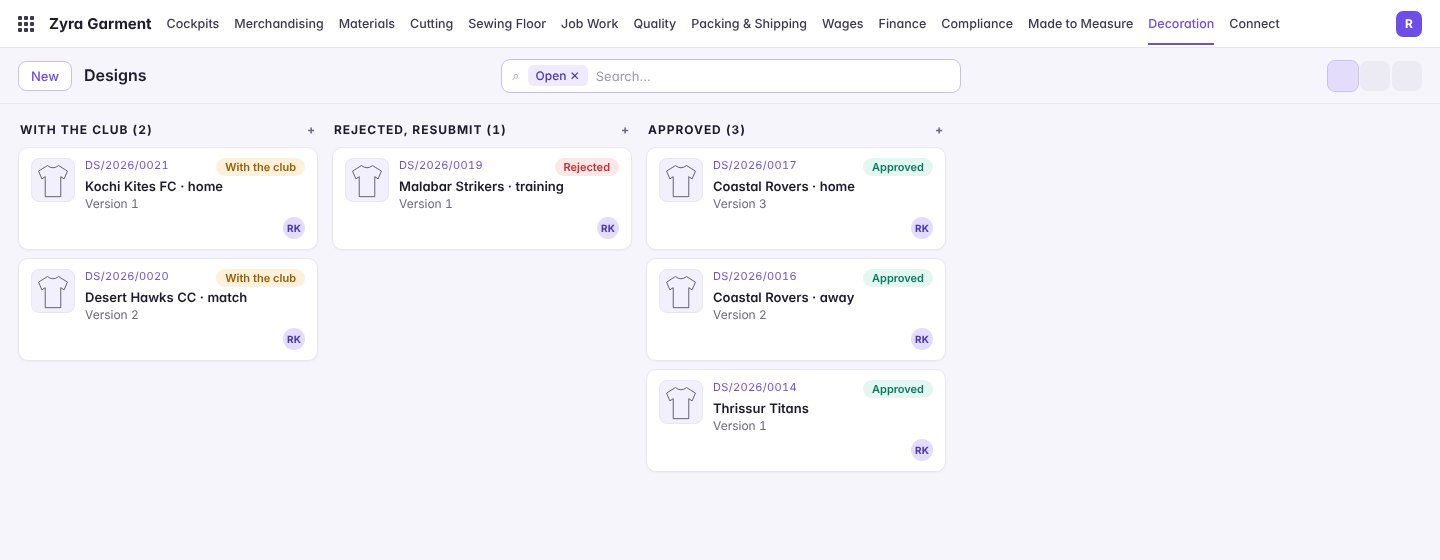 Zyra Garment Cockpits Merchandising Materials Cutting Sewing Floor Job Work Quality Packing & Shipping Wages Finance Compliance Made to Measure Decoration Connect R
New Designs Open ✕ Search...
WITH THE CLUB (2) +
DS/2026/0021 With the club
Kochi Kites FC · home
Version 1
RK
DS/2026/0020 With the club
Desert Hawks CC · match
Version 2
RK
REJECTED, RESUBMIT (1) +
DS/2026/0019 Rejected
Malabar Strikers · training
Version 1
RK
APPROVED (3) +
DS/2026/0017 Approved
Coastal Rovers · home
Version 3
RK
DS/2026/0016 Approved
Coastal Rovers · away
Version 2
RK
DS/2026/0014 Approved
Thrissur Titans
Version 1
RK